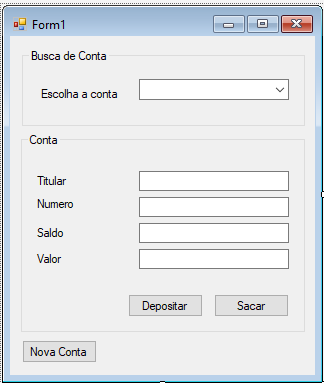 Form1
Busca de Conta
Escolha a conta
Conta
Titular
Numero
Saldo
Valor
Depositar Sacar
Nova Conta